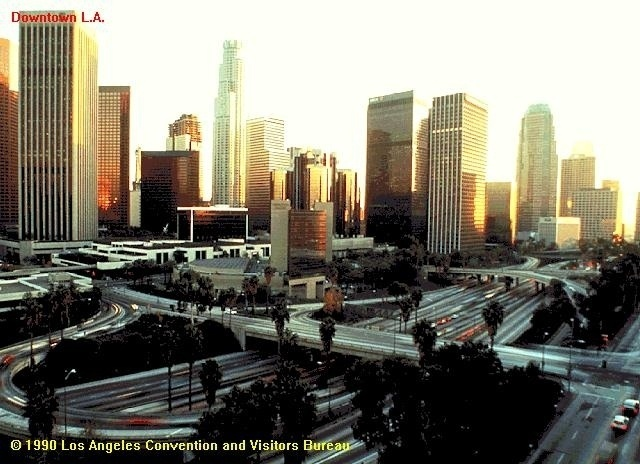 Downtown L.A.
© 1990 Los Angeles Convention and Visitors Bureau